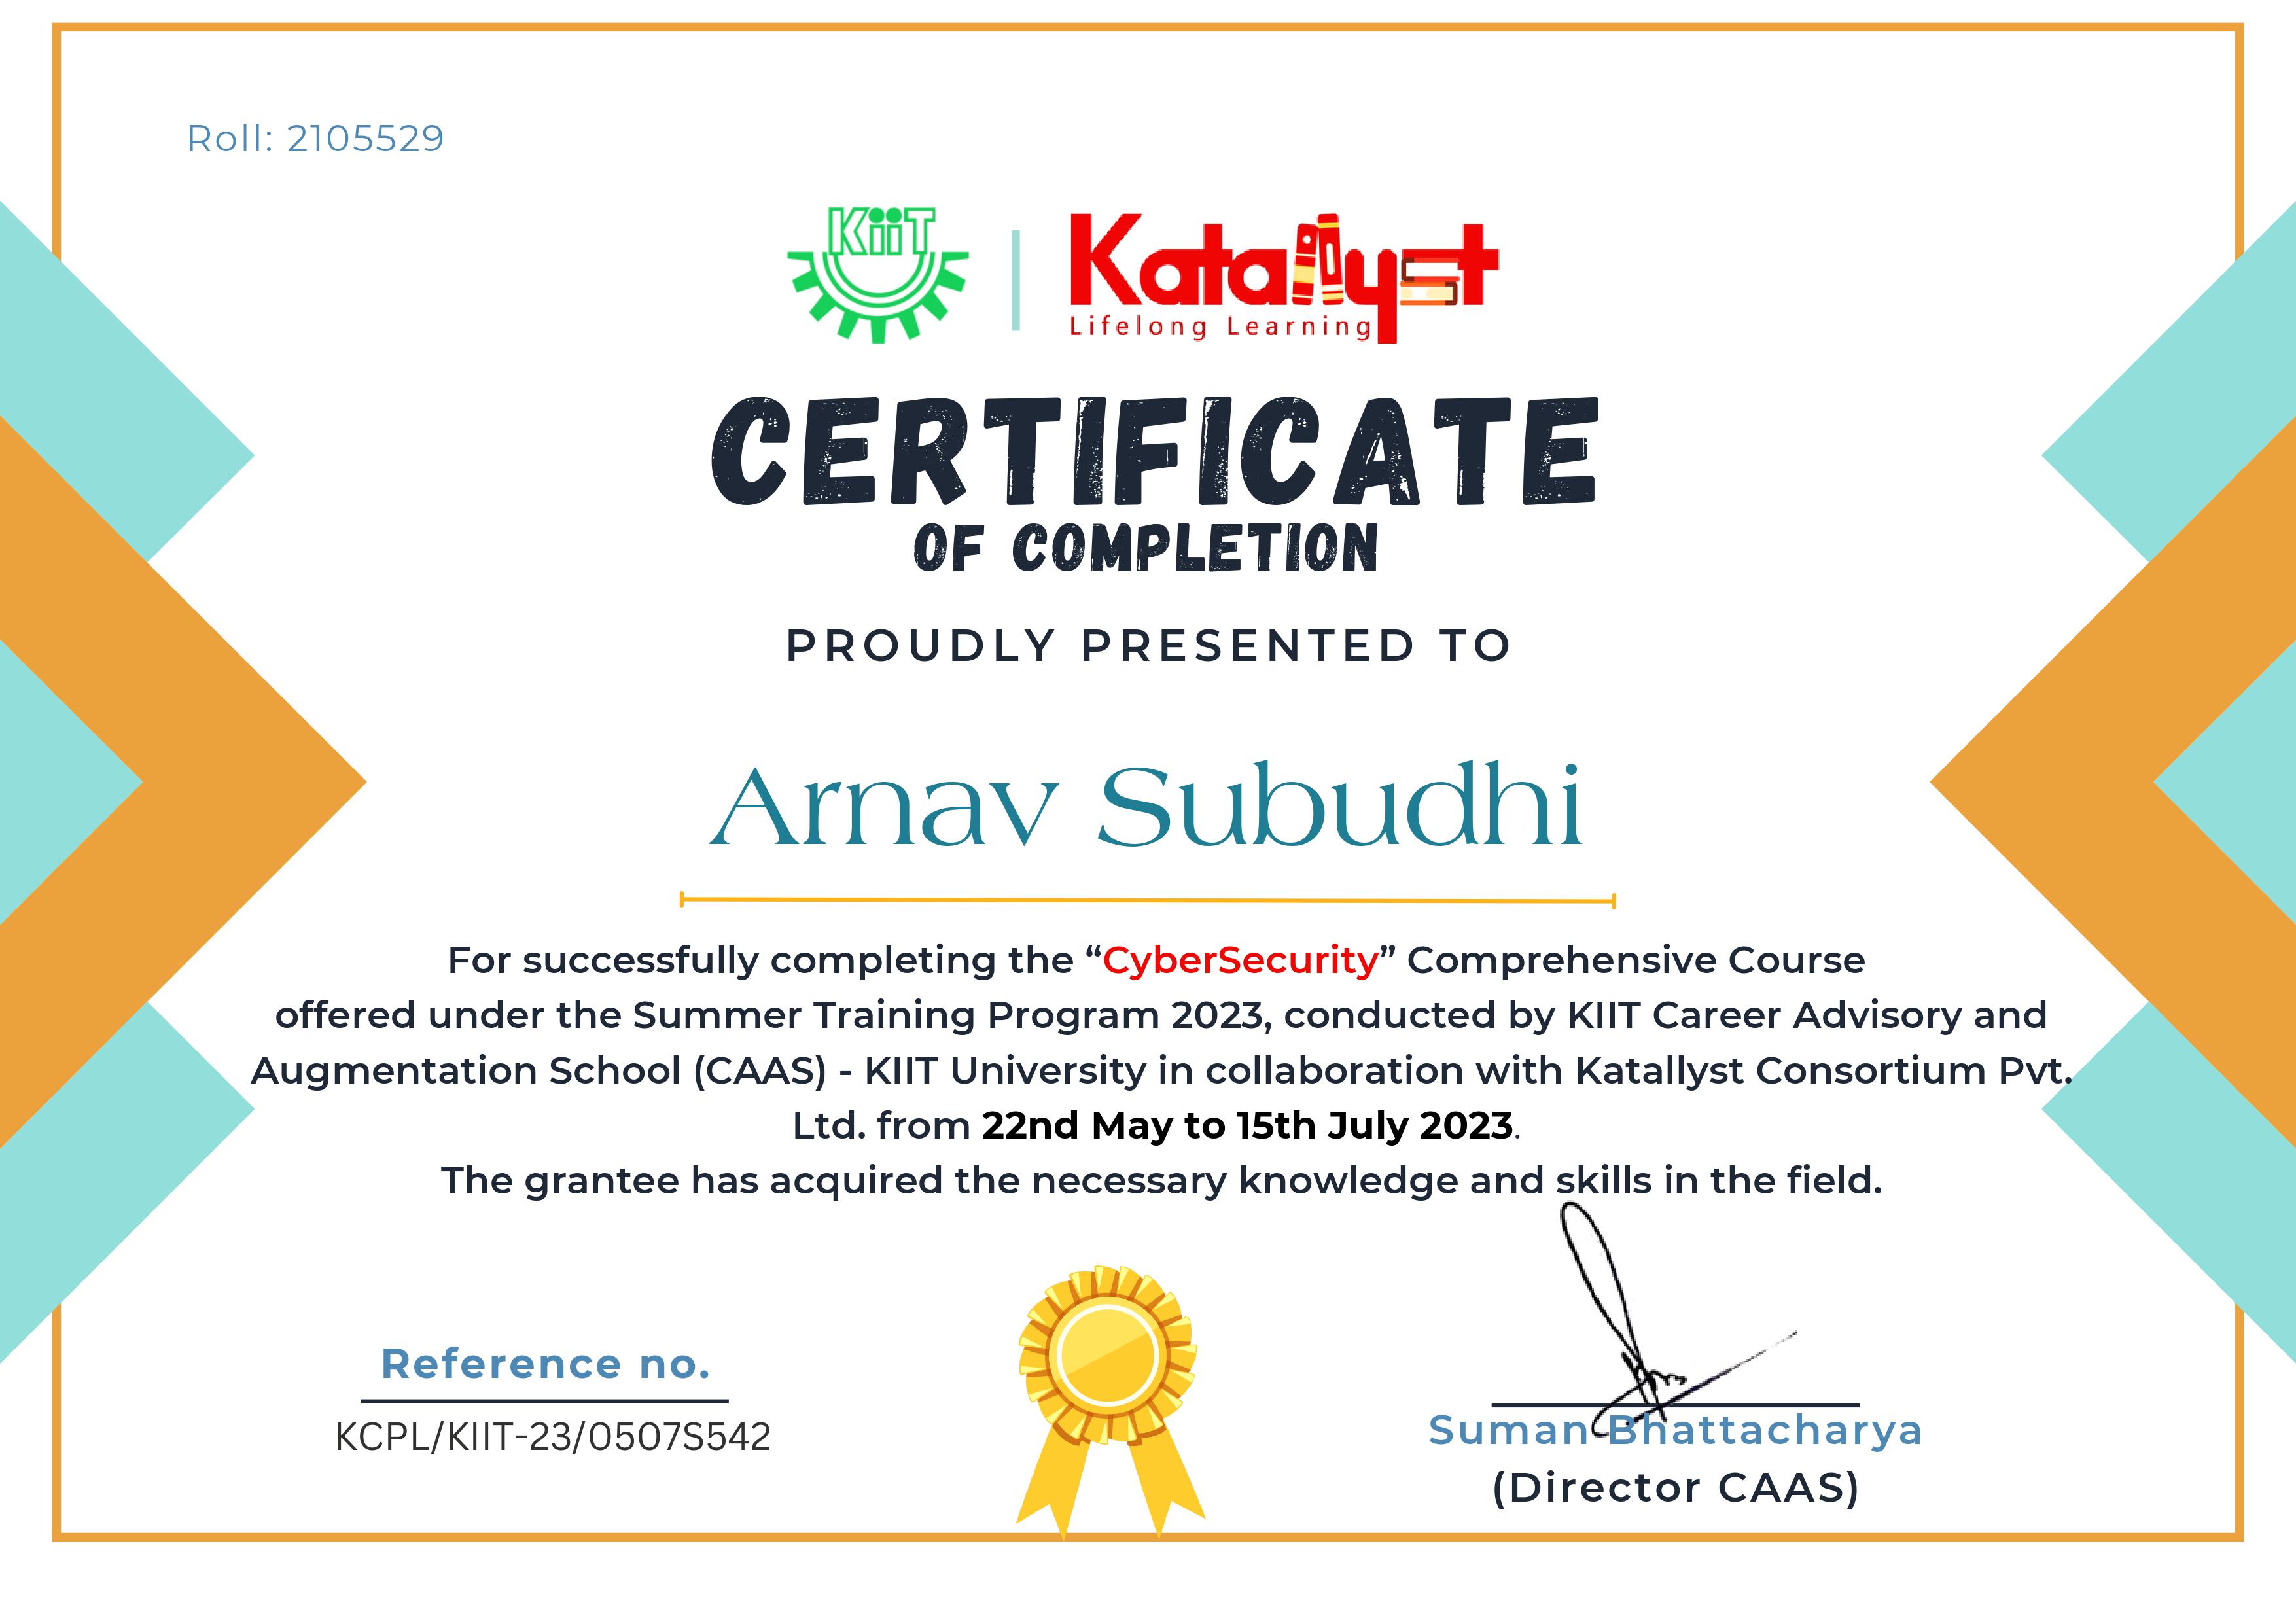 Roll: 2105529
KiiT
Katallyst
Lifelong Learning
CERTIFICATE
OF COMPLETION
PROUDLY PRESENTED TO
Arnav Subudhi
For successfully completing the “CyberSecurity” Comprehensive Course
offered under the Summer Training Program 2023, conducted by KIIT Career Advisory and
Augmentation School (CAAS) - KIIT University in collaboration with Katallyst Consortium Pvt.
Ltd. from 22nd May to 15th July 2023.
The grantee has acquired the necessary knowledge and skills in the field.
Reference no.
KCPL/KIIT-23/0507S542
Suman Bhattacharya
(Director CAAS)